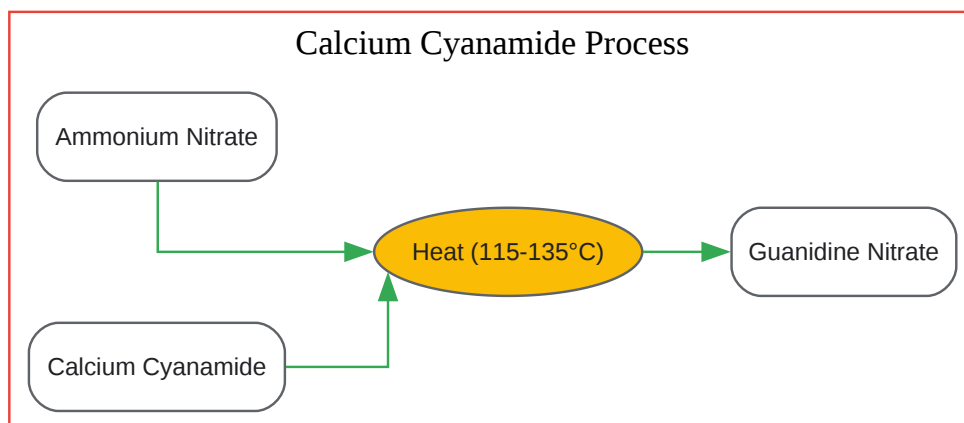 Calcium Cyanamide Process
Ammonium Nitrate
Heat (115-135°C)
Guanidine Nitrate
Calcium Cyanamide